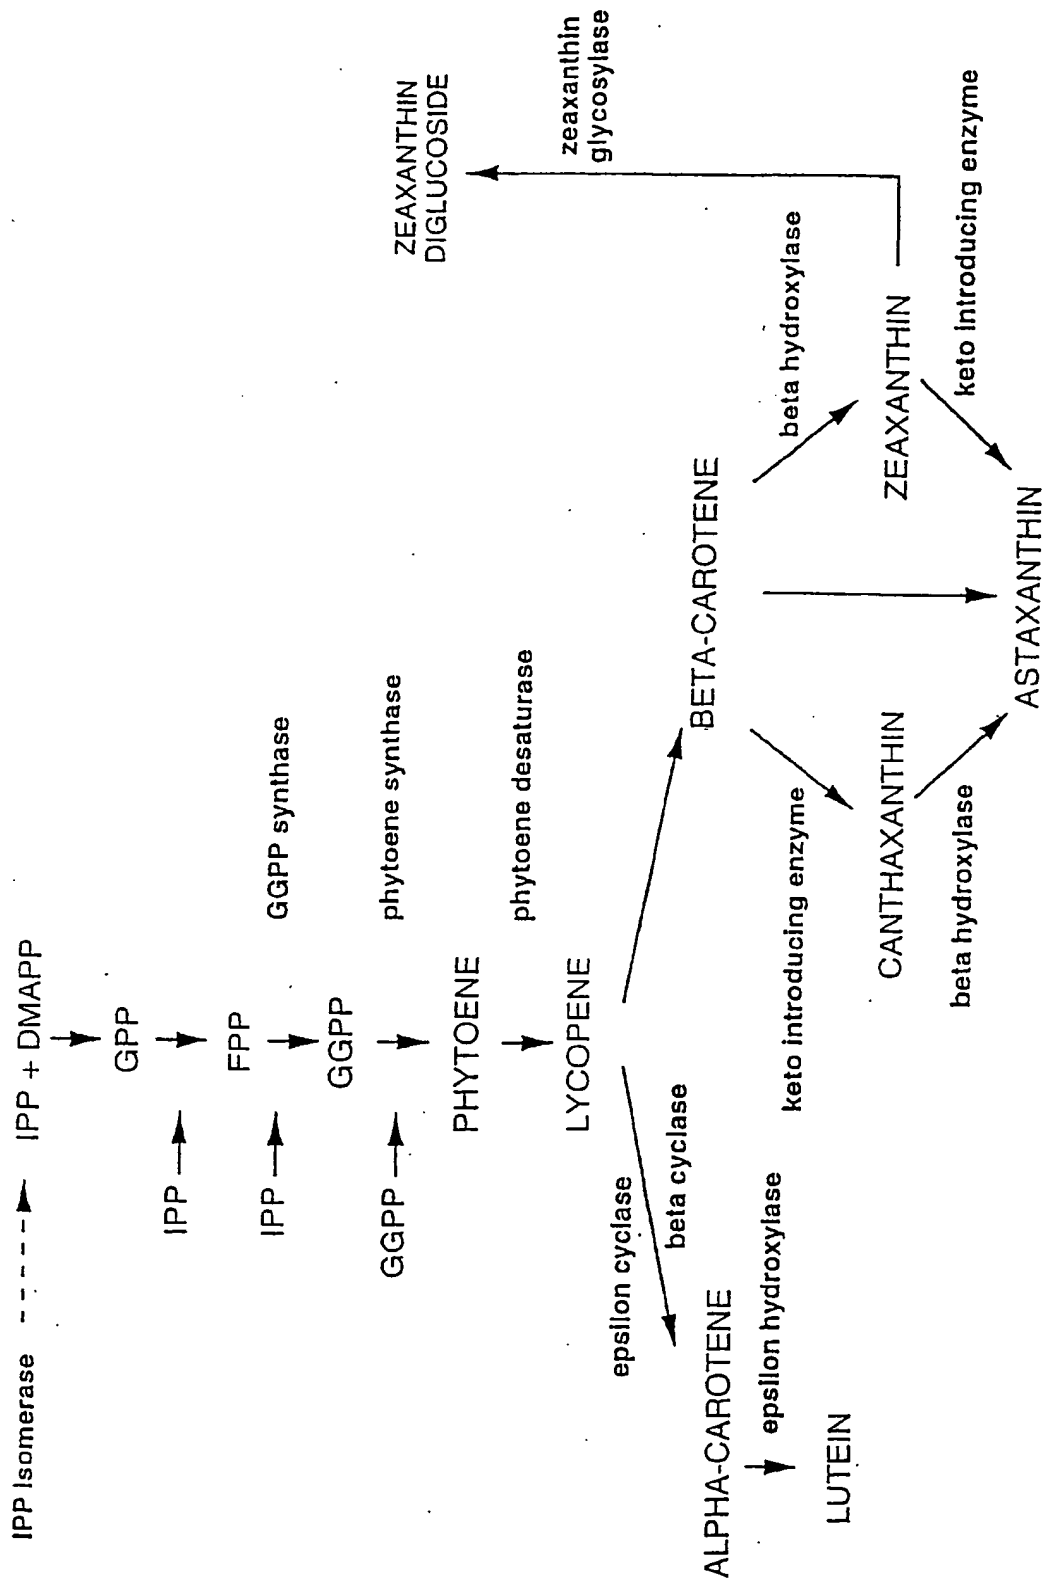 IPP Isomerase
IPP + DMAPP
GPP
IPP
FPP
IPP
GGPP synthase
GGPP
GGPP
phytoene synthase
PHYTOENE
phytoene desaturase
LYCOPENE
epsilon cyclase
beta cyclase
ALPHA-CAROTENE
epsilon hydroxylase
LUTEIN
BETA-CAROTENE
keto introducing enzyme
CANTHAXANTHIN
beta hydroxylase
beta hydroxylase
ZEAXANTHIN
keto introducing enzyme
ASTAXANTHIN
zeaxanthin
glycosylase
ZEAXANTHIN
DIGLUCOSIDE